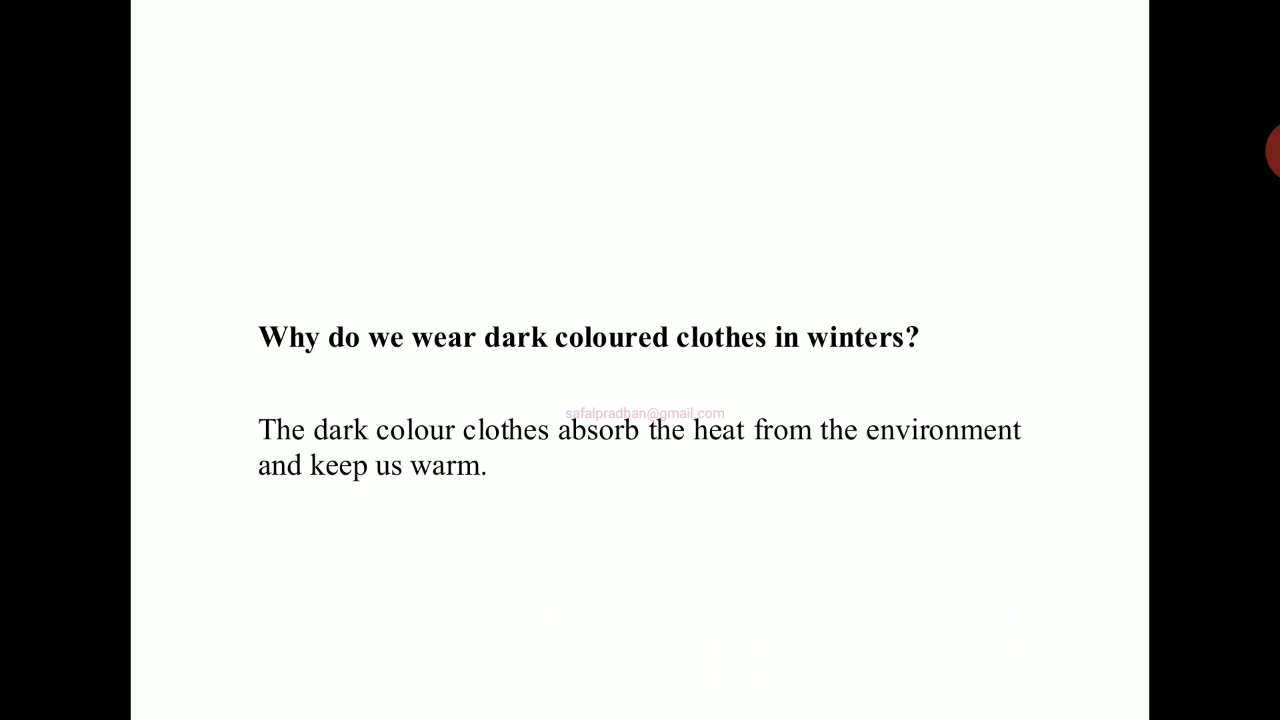 Why do we wear dark coloured clothes in winters?
safalpradhan@gmail.com
The dark colour clothes absorb the heat from the environment
and keep us warm.